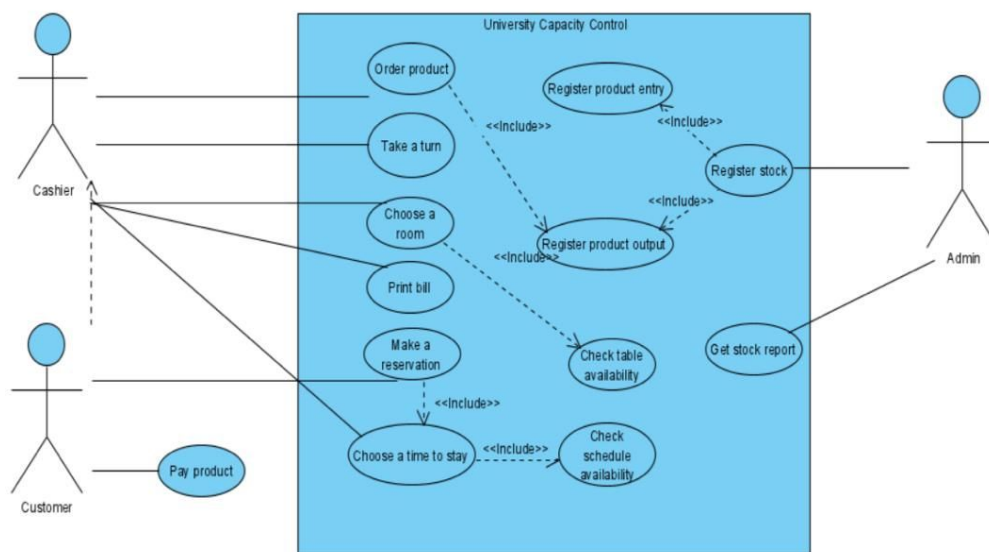 University Capacity Control
Order product
Register product entry
<<Include>>
<<Include>>
Take a turn
Register stock
Cashier
Choose a
room
<<Include>>
Register product output
<<Include>>
Admin
Print bill
Make a
reservation
Check table
availability
Get stock report
<<Include>>
Choose a time to stay
<<Include>>
Check
schedule
availability
Pay product
Customer